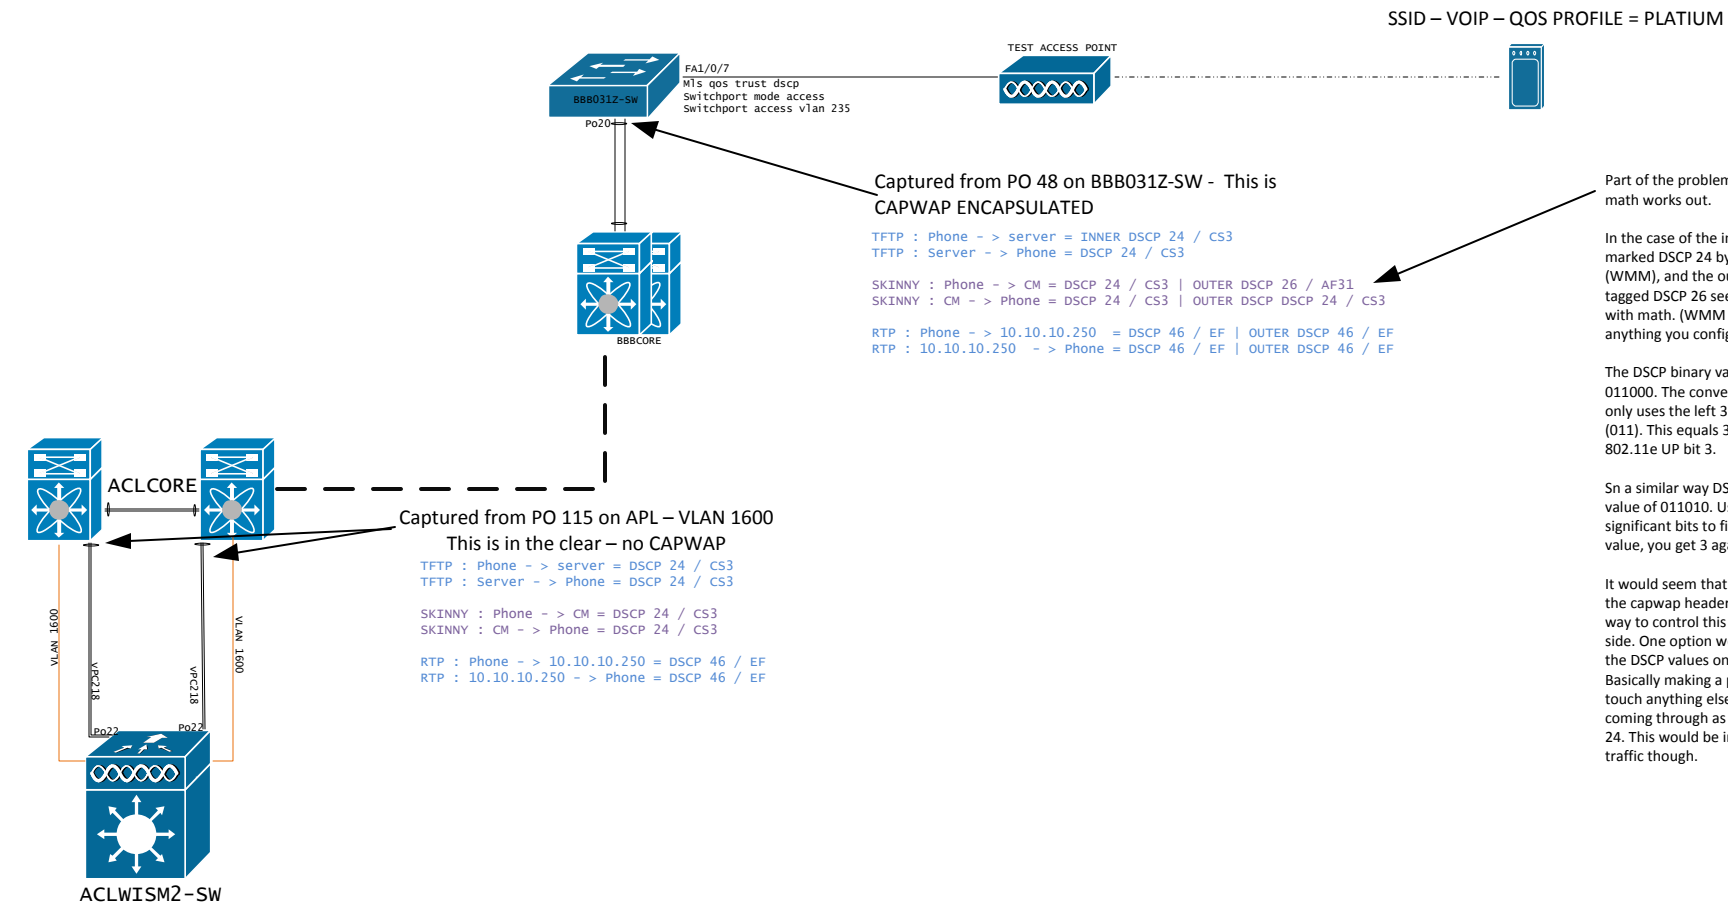 SSID – VOIP – QOS PROFILE = PLATIUM
TEST ACCESS POINT
FA1/0/7
Mls qos trust dscp
Switchport mode access
Switchport access vlan 235
BBB031Z-SW
Po20
Captured from PO 48 on BBB031Z-SW - This is
CAPWAP ENCAPSULATED
TFTP : Phone - > server = INNER DSCP 24 / CS3
TFTP : Server - > Phone = DSCP 24 / CS3
SKINNY : Phone - > CM = DSCP 24 / CS3 | OUTER DSCP 26 / AF31
SKINNY : CM - > Phone = DSCP 24 / CS3 | OUTER DSCP DSCP 24 / CS3
RTP : Phone - > 10.10.10.250 = DSCP 46 / EF | OUTER DSCP 46 / EF
RTP : 10.10.10.250 - > Phone = DSCP 46 / EF | OUTER DSCP 46 / EF
Part of the problem
math works out.
In the case of the in
marked DSCP 24 by
(WMM), and the ou
tagged DSCP 26 see
with math. (WMM
anything you config
The DSCP binary va
011000. The conve
only uses the left 3
(011). This equals 3
802.11e UP bit 3.
Sn a similar way DS
value of 011010. Us
significant bits to fi
value, you get 3 aga
It would seem that
the capwap header
way to control this
side. One option wo
the DSCP values on
Basically making a p
touch anything else
coming through as
24. This would be in
traffic though.
BBBCORE
ACLCORE
Captured from PO 115 on APL – VLAN 1600
This is in the clear – no CAPWAP
TFTP : Phone - > server = DSCP 24 / CS3
TFTP : Server - > Phone = DSCP 24 / CS3
SKINNY : Phone - > CM = DSCP 24 / CS3
SKINNY : CM - > Phone = DSCP 24 / CS3
RTP : Phone - > 10.10.10.250 = DSCP 46 / EF
RTP : 10.10.10.250 - > Phone = DSCP 46 / EF
VLAN 1600
vPC218
vPC218
VLAN 1600
Po22
Po22
ACLWISM2-SW